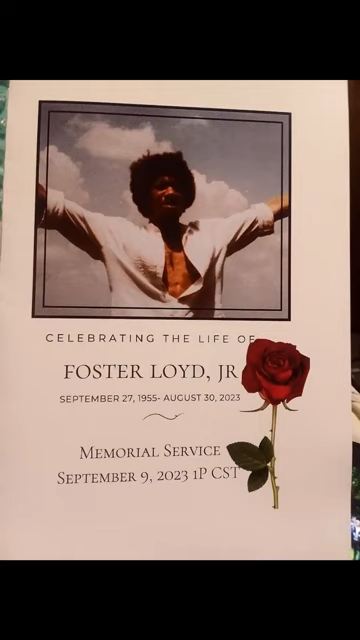 CELEBRATING THE LIFE OF
FOSTER LOYD, JR
SEPTEMBER 27, 1955- AUGUST 30, 2023
MEMORIAL SERVICE
SEPTEMBER 9, 2023 1P CST